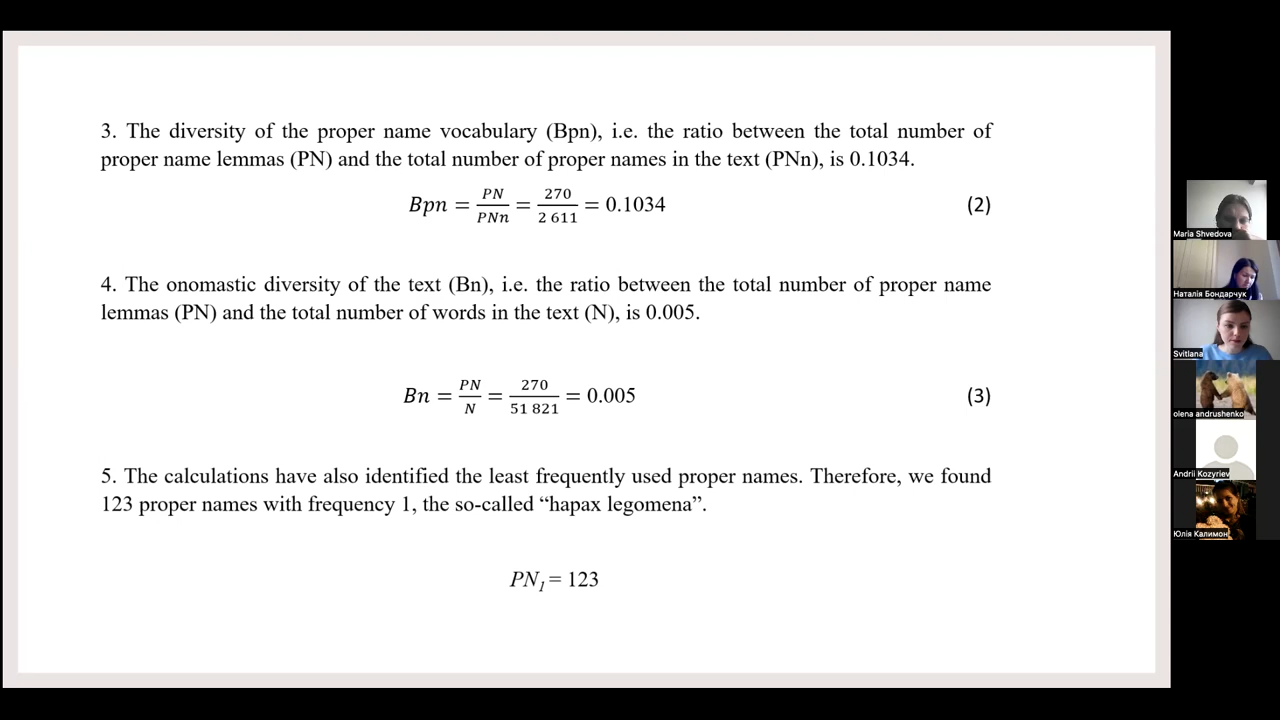 3. The diversity of the proper name vocabulary (Bpn), i.e. the ratio between the total number of
proper name lemmas (PN) and the total number of proper names in the text (PNn), is 0.1034.
Bpn = PN/PNn = 270/2 611 = 0.1034 (2)
4. The onomastic diversity of the text (Bn), i.e. the ratio between the total number of proper name
lemmas (PN) and the total number of words in the text (N), is 0.005.
Bn = PN/N = 270/51 821 = 0.005 (3)
5. The calculations have also identified the least frequently used proper names. Therefore, we found
123 proper names with frequency 1, the so-called “hapax legomena”.
PN₁ = 123
Maria Shvedova
Наталія Бондарчук
Svitlana
olena andrushenko
Andrii Kozyriev
Юлія Калимон